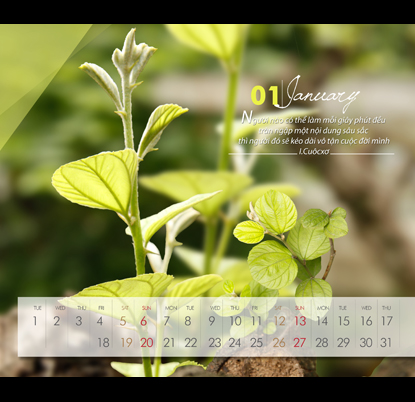 01 January
Người nào có thể làm mỗi giây phút đều
tràn ngập một nội dung sâu sắc
thì người đó sẽ kéo dài vô tận cuộc đời mình
I.Cuốcxơ
TUE WED THU FRI SAT SUN MON TUE WED THU FRI SAT SUN MON TUE WED THU
1 2 3 4 5 6 7 8 9 10 11 12 13 14 15 16 17
18 19 20 21 22 23 24 25 26 27 28 29 30 31